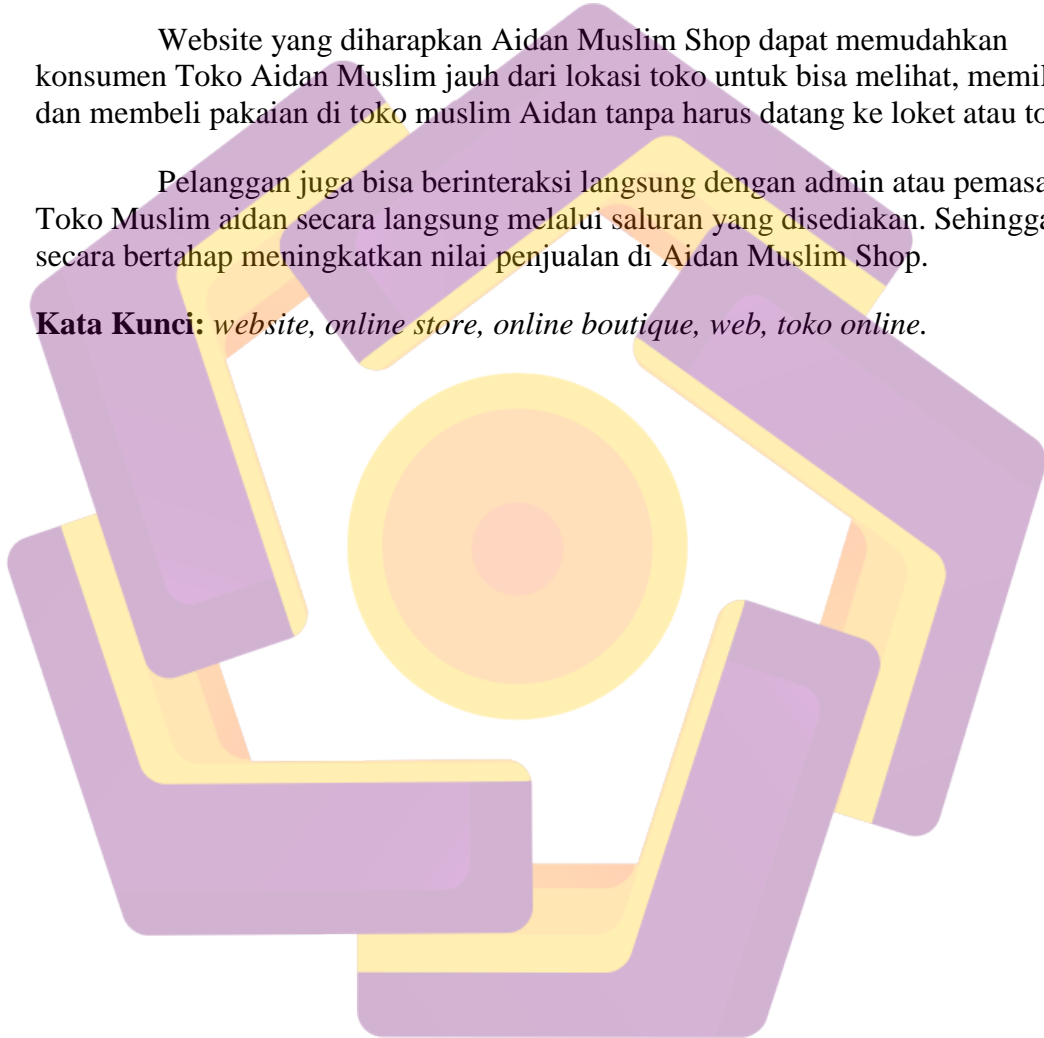 Website yang diharapkan Aidan Muslim Shop dapat memudahkan
konsumen Toko Aidan Muslim jauh dari lokasi toko untuk bisa melihat,
dan membeli pakaian di toko muslim Aidan tanpa harus datang ke loket atau
Pelanggan juga bisa berinteraksi langsung dengan admin atau
Toko Muslim aidan secara langsung melalui saluran yang disediakan. Sehingga
secara bertahap meningkatkan nilai penjualan di Aidan Muslim Shop.
Kata Kunci: website, online store, online boutique, web, toko online.